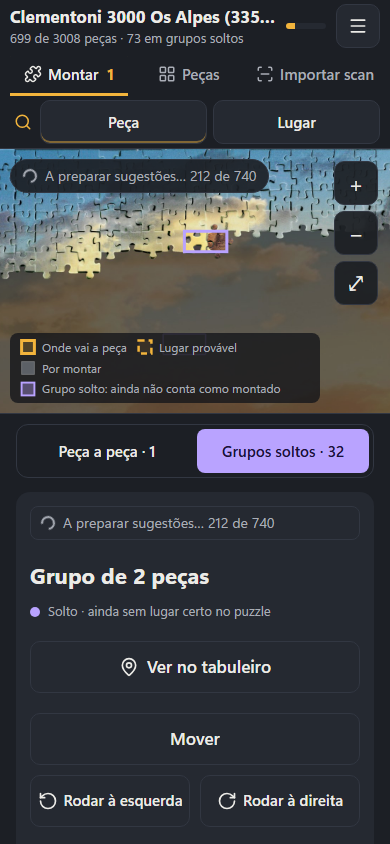 Clementoni 3000 Os Alpes (335...
699 de 3008 peças · 73 em grupos soltos
Montar 1
Peças
Importar scan
Peça
Lugar
A preparar sugestões... 212 de 740
+
−
Onde vai a peça
Lugar provável
Por montar
Grupo solto: ainda não conta como montado
Peça a peça · 1
Grupos soltos · 32
A preparar sugestões... 212 de 740
Grupo de 2 peças
Solto · ainda sem lugar certo no puzzle
Ver no tabuleiro
Mover
Rodar à esquerda
Rodar à direita